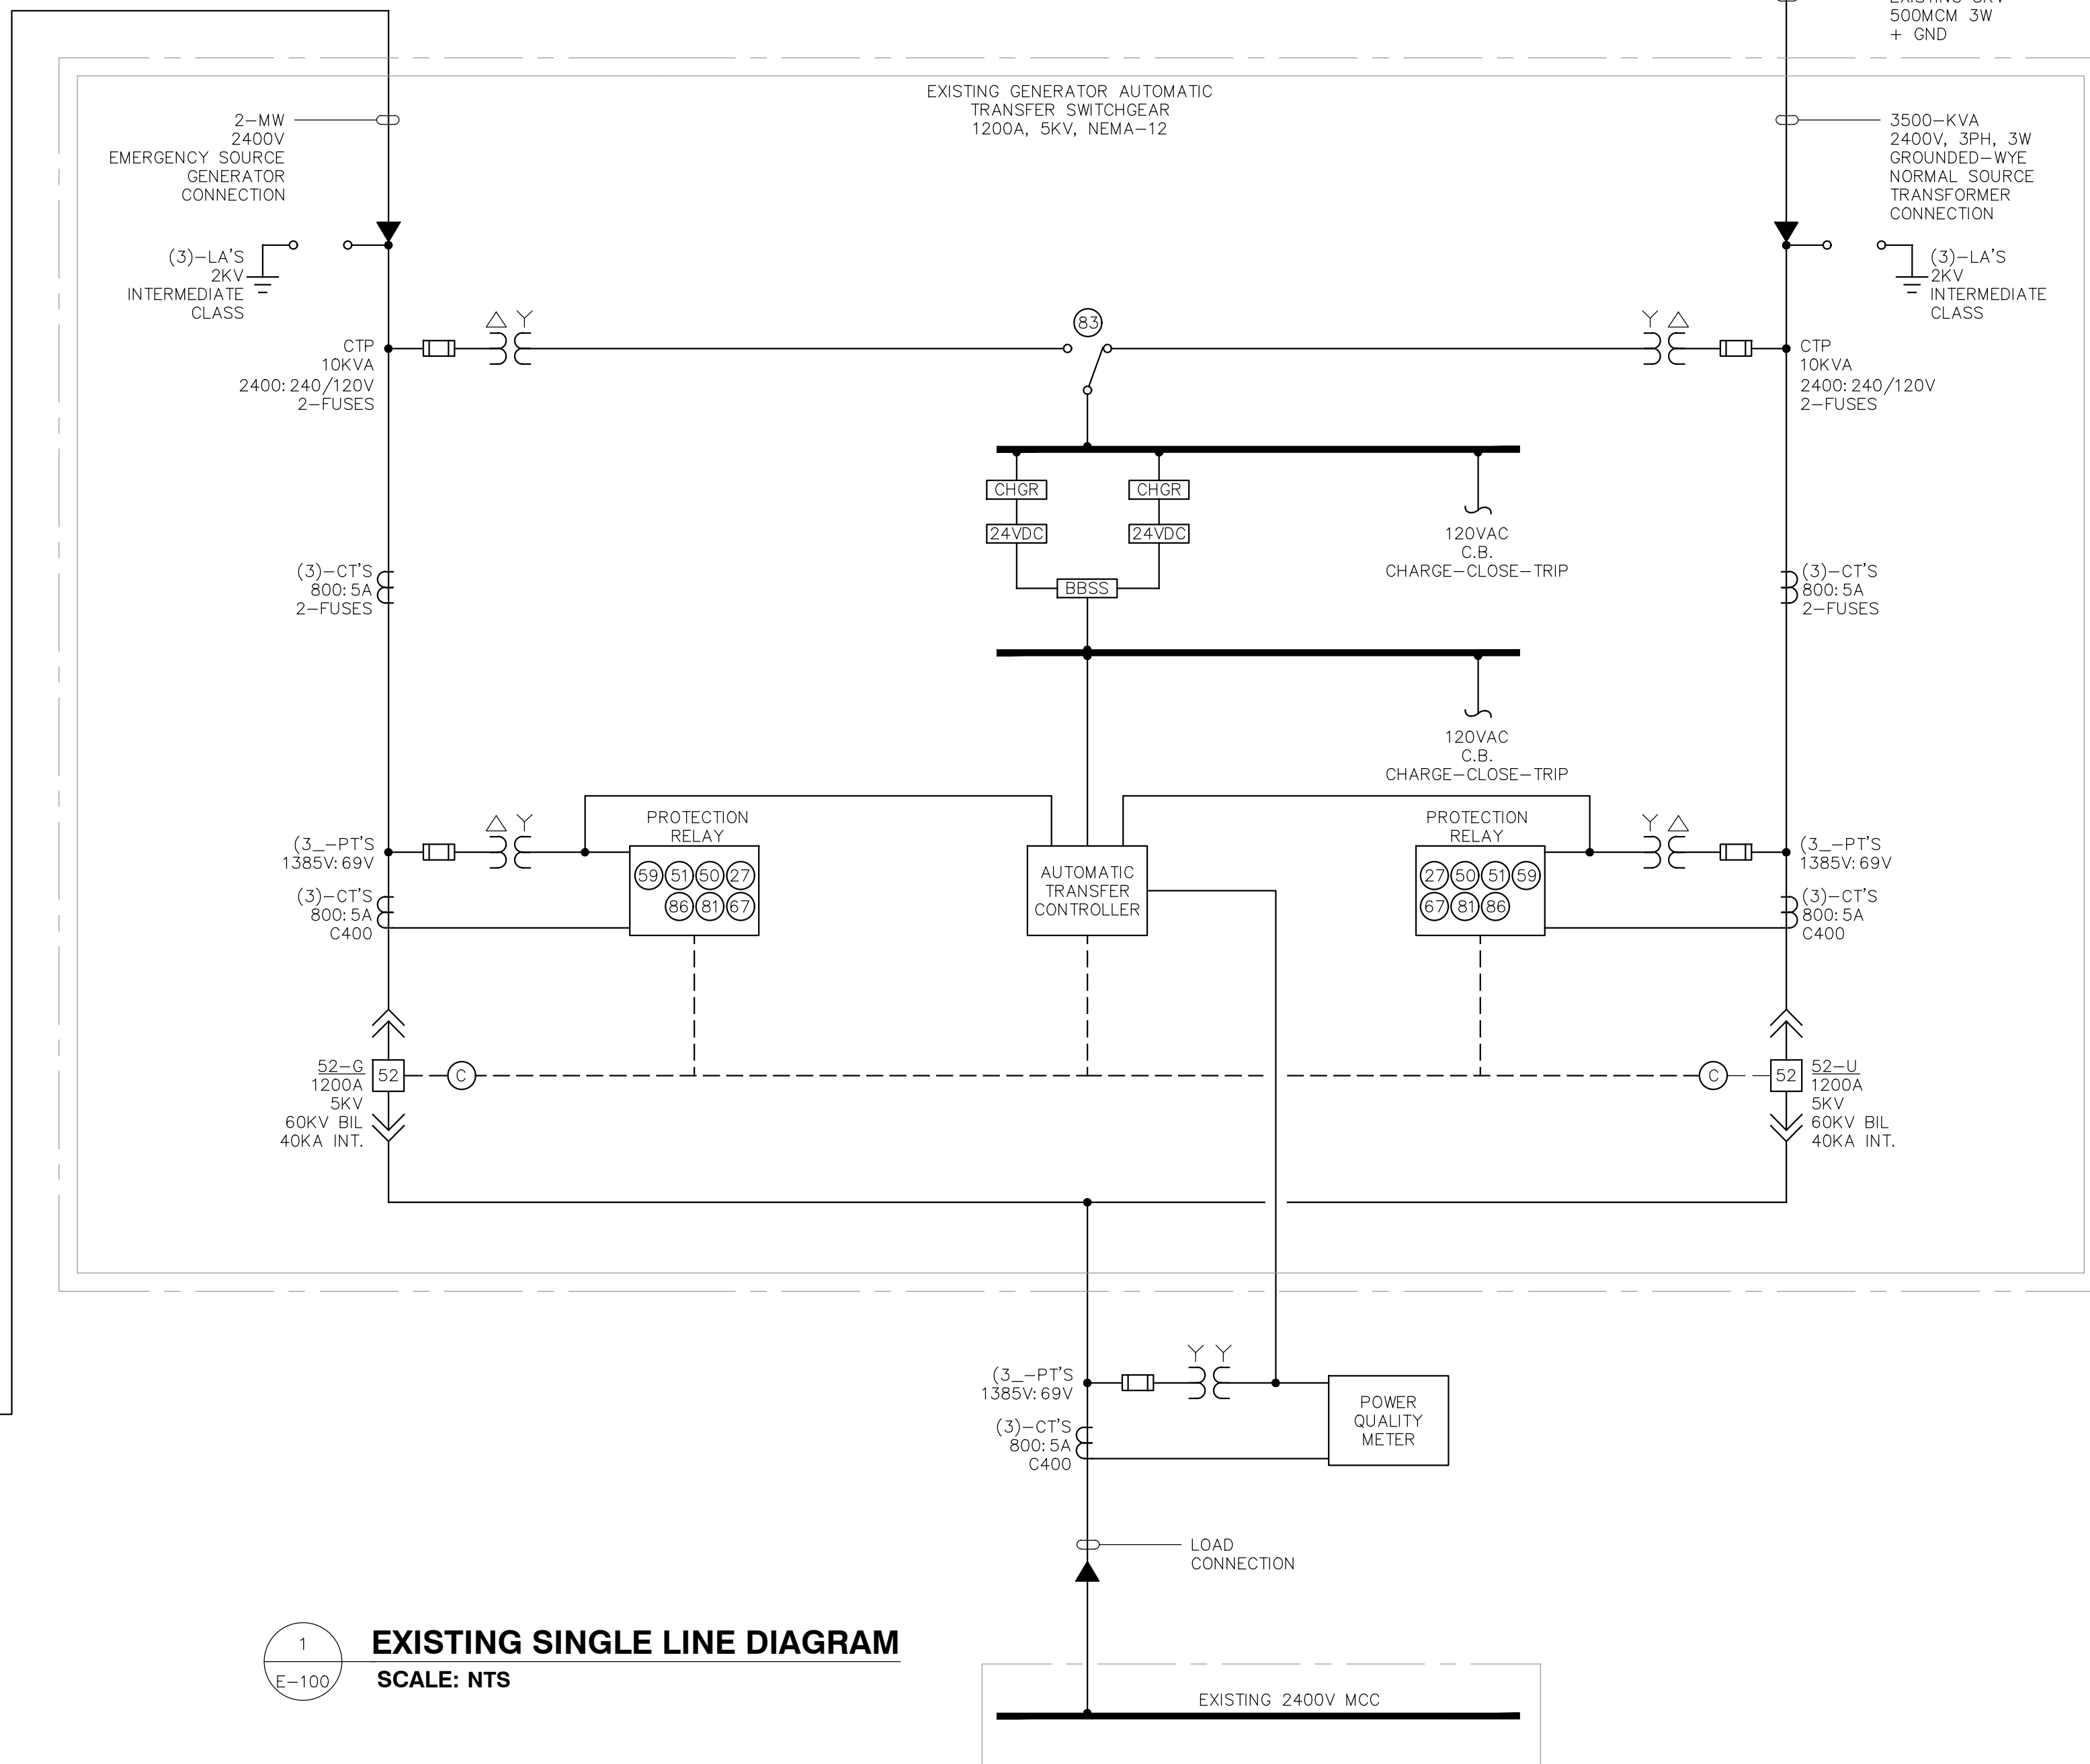 500MCM 3W
+ GND
EXISTING GENERATOR AUTOMATIC
TRANSFER SWITCHGEAR
1200A, 5KV, NEMA-12
2-MW
2400V
EMERGENCY SOURCE
GENERATOR
CONNECTION
3500-KVA
2400V, 3PH, 3W
GROUNDED-WYE
NORMAL SOURCE
TRANSFORMER
CONNECTION
(3)-LA'S
2KV
INTERMEDIATE
CLASS
(3)-LA'S
2KV
INTERMEDIATE
CLASS
83
CTP
10KVA
2400:240/120V
2-FUSES
CTP
10KVA
2400:240/120V
2-FUSES
CHGR
CHGR
24VDC
24VDC
BBSS
120VAC
C.B.
CHARGE-CLOSE-TRIP
(3)-CT'S
800:5A
2-FUSES
(3)-CT'S
800:5A
2-FUSES
120VAC
C.B.
CHARGE-CLOSE-TRIP
(3_-PT'S
1385V:69V
(3)-CT'S
800:5A
C400
PROTECTION
RELAY
59 51 50 27
86 81 67
AUTOMATIC
TRANSFER
CONTROLLER
PROTECTION
RELAY
27 50 51 59
67 81 86
(3_-PT'S
1385V:69V
(3)-CT'S
800:5A
C400
52-G
1200A
5KV
60KV BIL
40KA INT.
52
C
C
52
52-U
1200A
5KV
60KV BIL
40KA INT.
(3_-PT'S
1385V:69V
(3)-CT'S
800:5A
C400
POWER
QUALITY
METER
LOAD
CONNECTION
1
E-100
EXISTING SINGLE LINE DIAGRAM
SCALE: NTS
EXISTING 2400V MCC